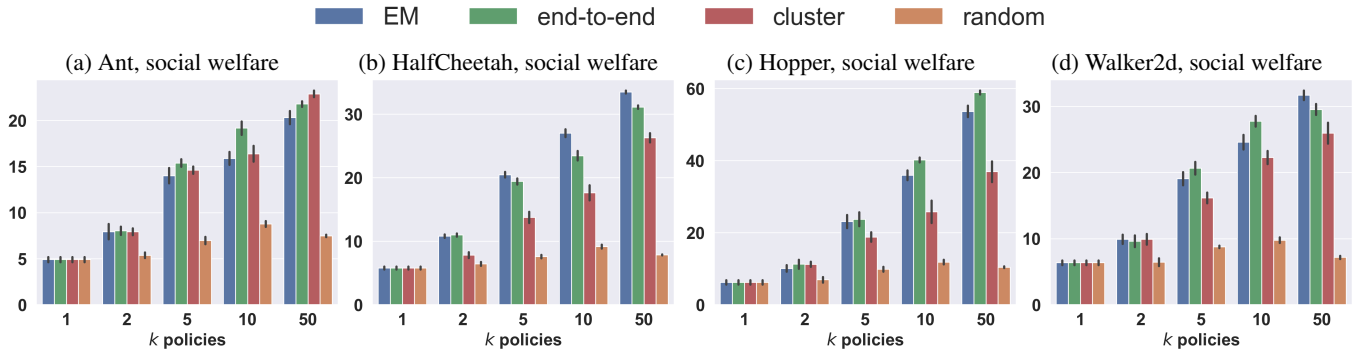 EM end-to-end cluster random
(a) Ant, social welfare
20
15
10
5
0
1 2 5 10 50
k policies
(b) HalfCheetah, social welfare
30
20
10
0
1 2 5 10 50
k policies
(c) Hopper, social welfare
60
40
20
0
1 2 5 10 50
k policies
(d) Walker2d, social welfare
30
20
10
0
1 2 5 10 50
k policies